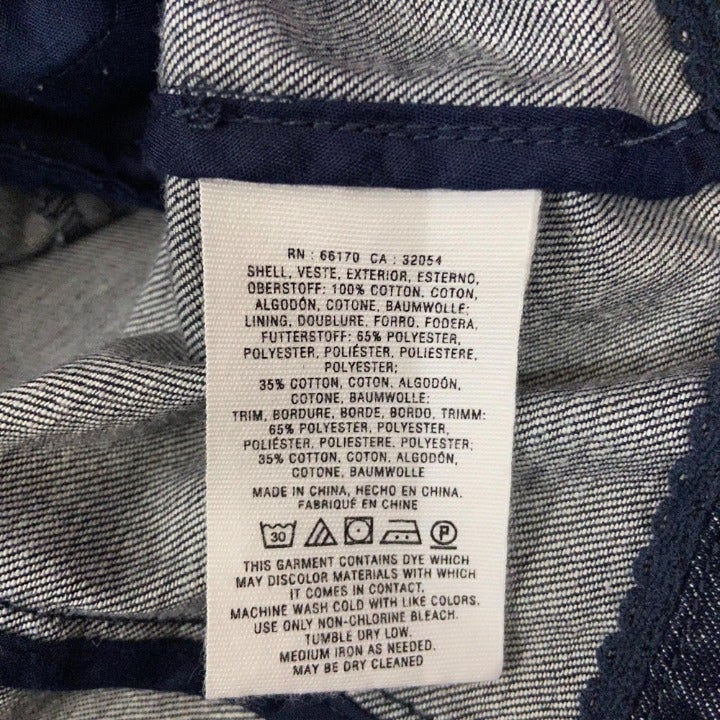 RN : 66170 CA : 32054
SHELL, VESTE, EXTERIOR, ESTERNO,
OBERSTOFF: 100% COTTON, COTON,
ALGODÓN, COTONE, BAUMWOLLE;
LINING, DOUBLURE, FORRO, FODERA,
FUTTERSTOFF: 65% POLYESTER,
POLYESTER, POLIÉSTER, POLIESTERE,
POLYESTER;
35% COTTON, COTON, ALGODÓN,
COTONE, BAUMWOLLE;
TRIM, BORDURE, BORDE, BORDO, TRIMM:
65% POLYESTER, POLYESTER,
POLIÉSTER, POLIESTERE, POLYESTER;
35% COTTON, COTON, ALGODÓN,
COTONE, BAUMWOLLE
MADE IN CHINA, HECHO EN CHINA.
FABRIQUÉ EN CHINE
30 P
THIS GARMENT CONTAINS DYE WHICH
MAY DISCOLOR MATERIALS WITH WHICH
IT COMES IN CONTACT.
MACHINE WASH COLD WITH LIKE COLORS.
USE ONLY NON-CHLORINE BLEACH.
TUMBLE DRY LOW.
MEDIUM IRON AS NEEDED.
MAY BE DRY CLEANED